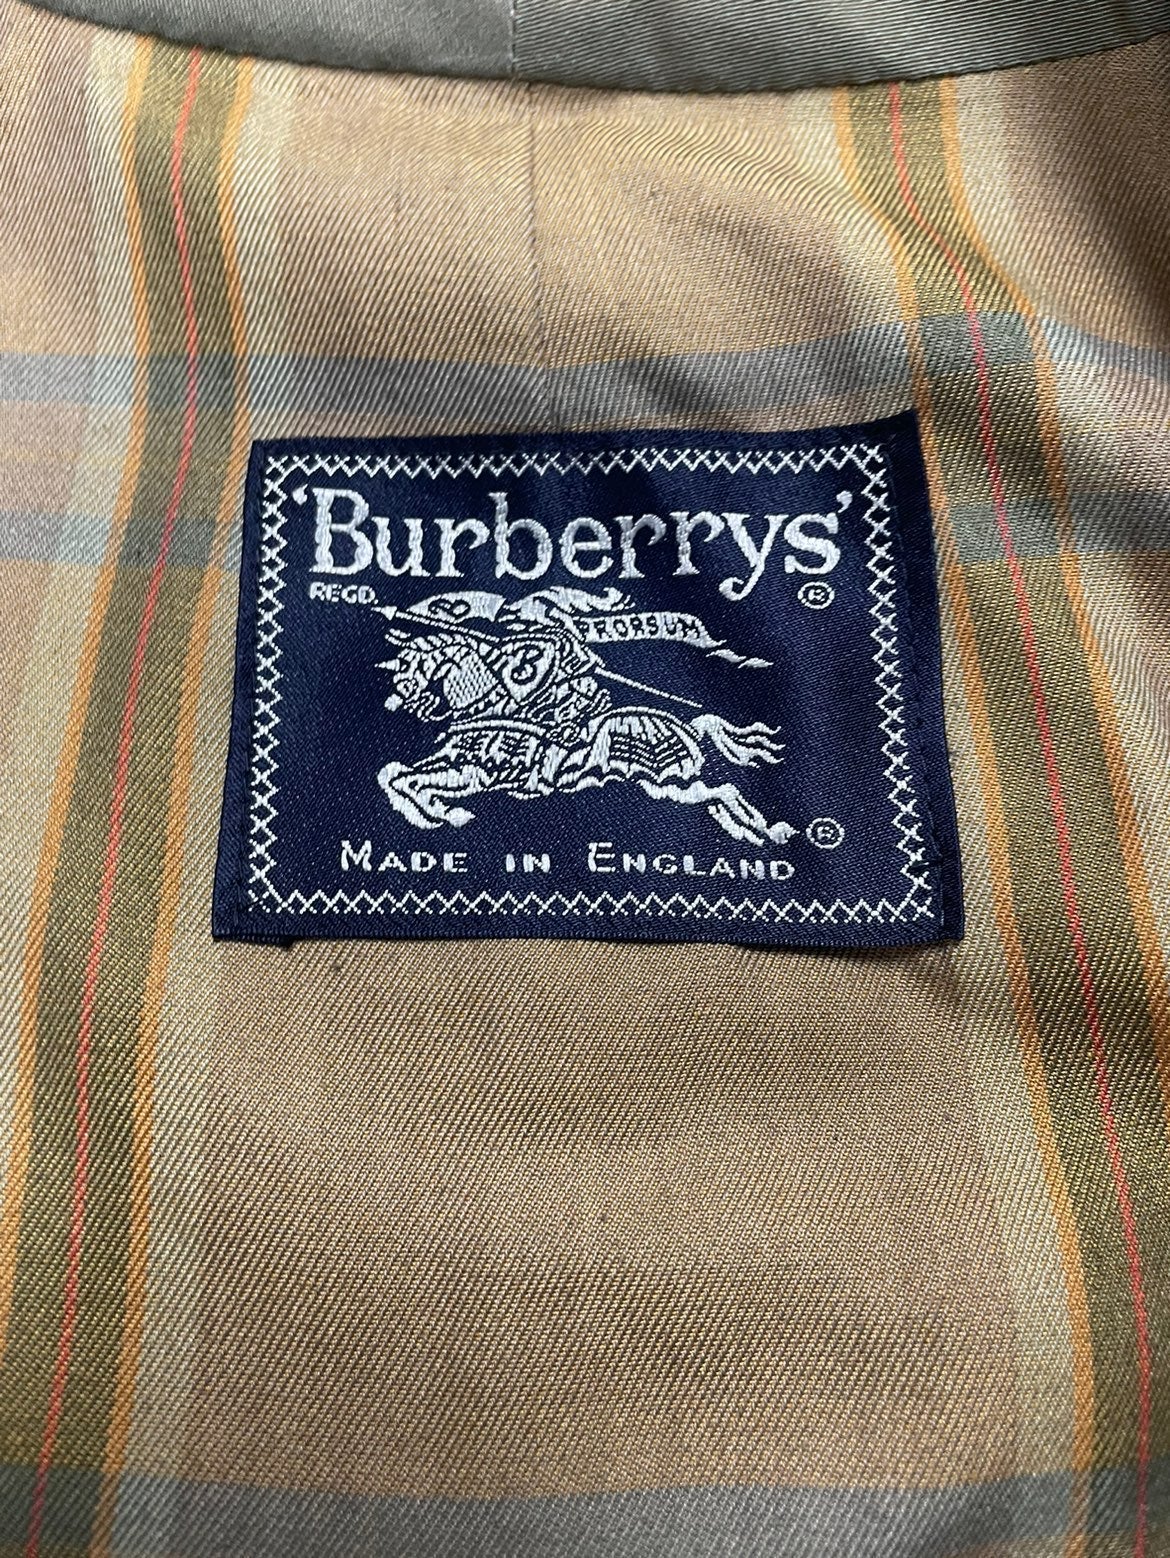 'Burberrys'
REGD. ®
PRORSUM
®
MADE IN ENGLAND